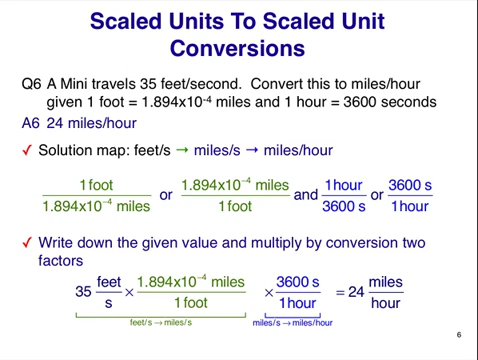 Scaled Units To Scaled Unit
Conversions
Q6 A Mini travels 35 feet/second. Convert this to miles/hour
given 1 foot = 1.894x10⁻⁴ miles and 1 hour = 3600 seconds
A6 24 miles/hour
✓ Solution map: feet/s → miles/s → miles/hour
1 foot / 1.894x10⁻⁴ miles or 1.894x10⁻⁴ miles / 1 foot and 1 hour / 3600 s or 3600 s / 1 hour
✓ Write down the given value and multiply by conversion two
factors
35 feet / s × 1.894x10⁻⁴ miles / 1 foot × 3600 s / 1 hour = 24 miles / hour
feet/s → miles/s miles/s → miles/hour
6